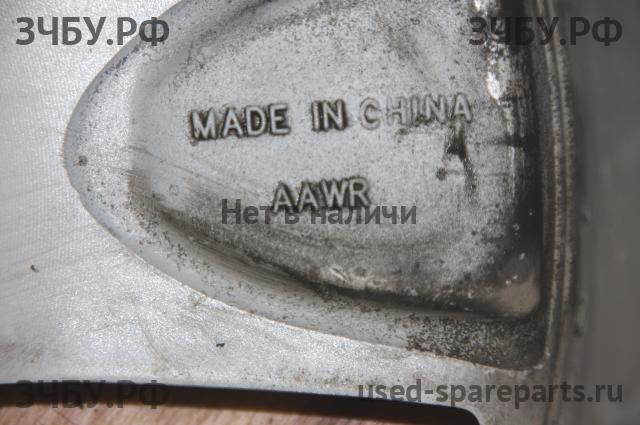 ЗЧБУ.РФ
ЗЧБУ.РФ
MADE IN CHINA
AAWR
Нет в наличи
ЗЧБУ.РФ
used-spareparts.ru